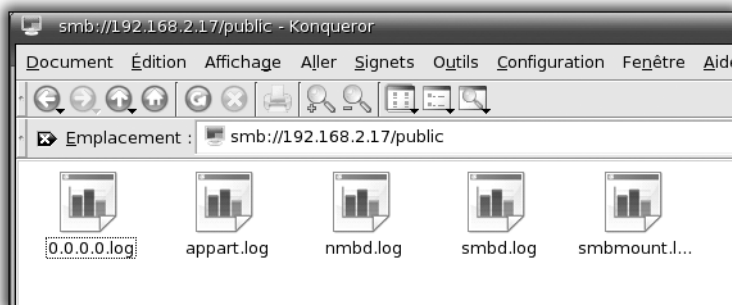 smb://192.168.2.17/public - Konqueror
Document Édition Affichage Aller Signets Outils Configuration Fenêtre Aide
Emplacement : smb://192.168.2.17/public
0.0.0.0.log appart.log nmbd.log smbd.log smbmount.l...